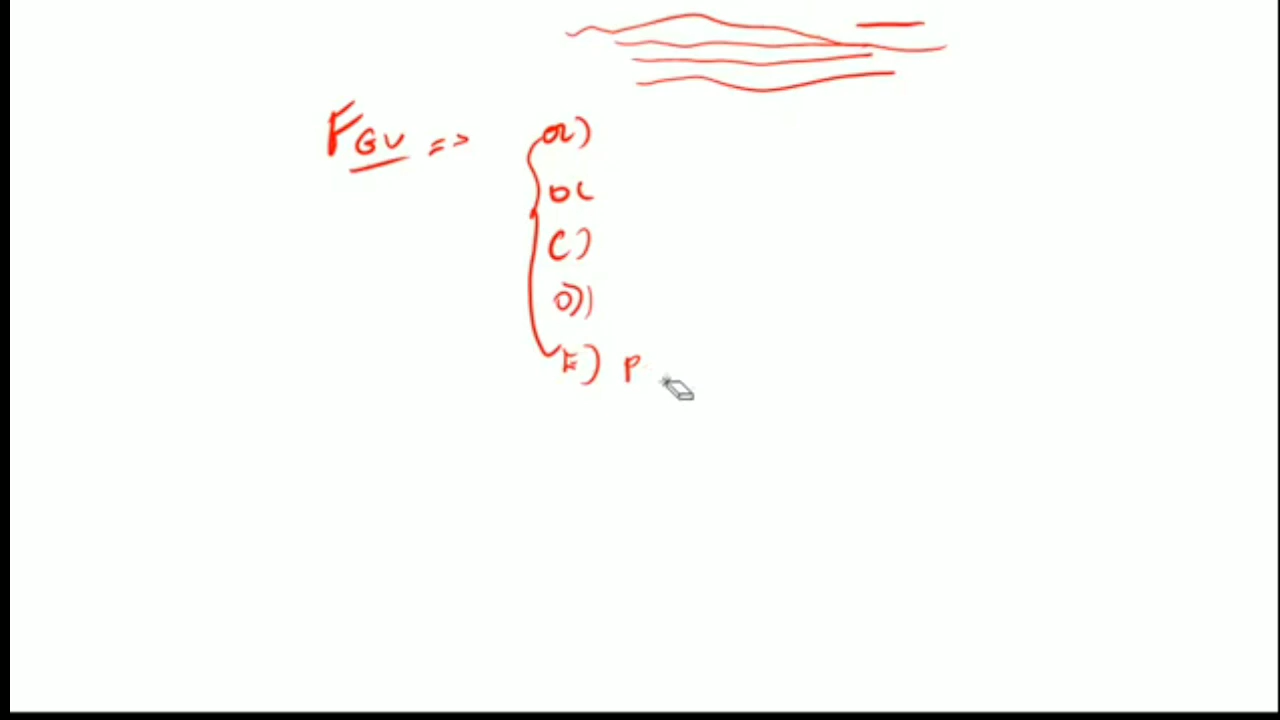 FGV =>
a)
b(
c)
D))
E) P